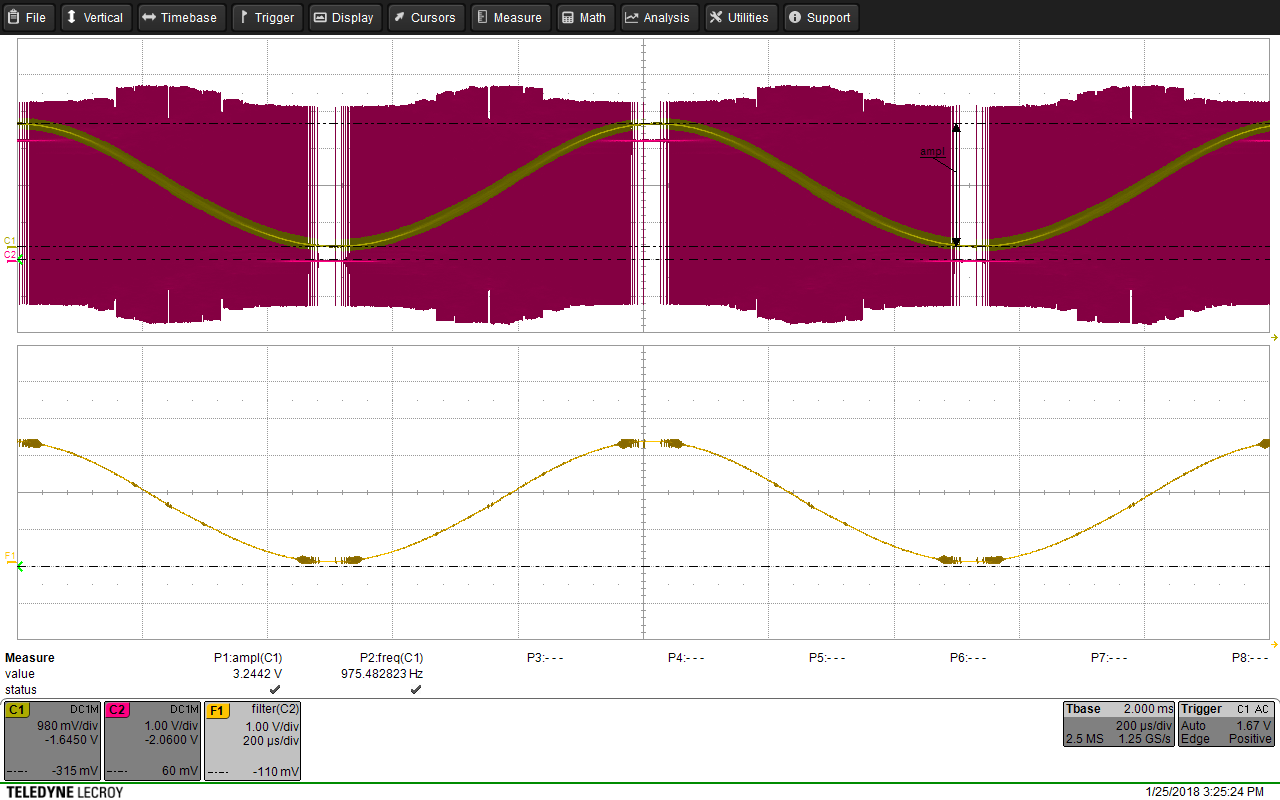 File Vertical Timebase Trigger Display Cursors Measure Math Analysis Utilities Support
ampl
C1
C2
F1
Measure P1:ampl(C1) P2:freq(C1) P3:- - - P4:- - - P5:- - - P6:- - - P7:- - - P8:- - -
value 3.2442 V 975.482823 Hz
status
C1 DC1M C2 DC1M F1 filter(C2) Tbase 2.000 ms Trigger C1 AC
980 mV/div 1.00 V/div 1.00 V/div 200 µs/div Auto 1.67 V
-1.6450 V -2.0600 V 200 µs/div 2.5 MS 1.25 GS/s Edge Positive
-315 mV 60 mV -110 mV
TELEDYNE LECROY 1/25/2018 3:25:24 PM